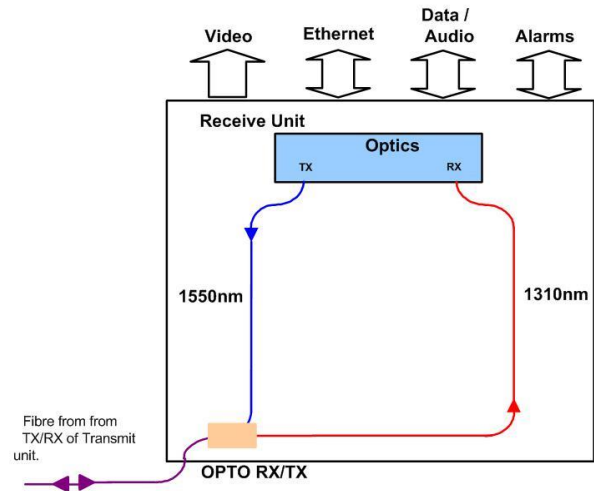 Video
Ethernet
Data /
Audio
Alarms
Receive Unit
Optics
TX
RX
1550nm
1310nm
Fibre from from
TX/RX of Transmit
unit.
OPTO RX/TX